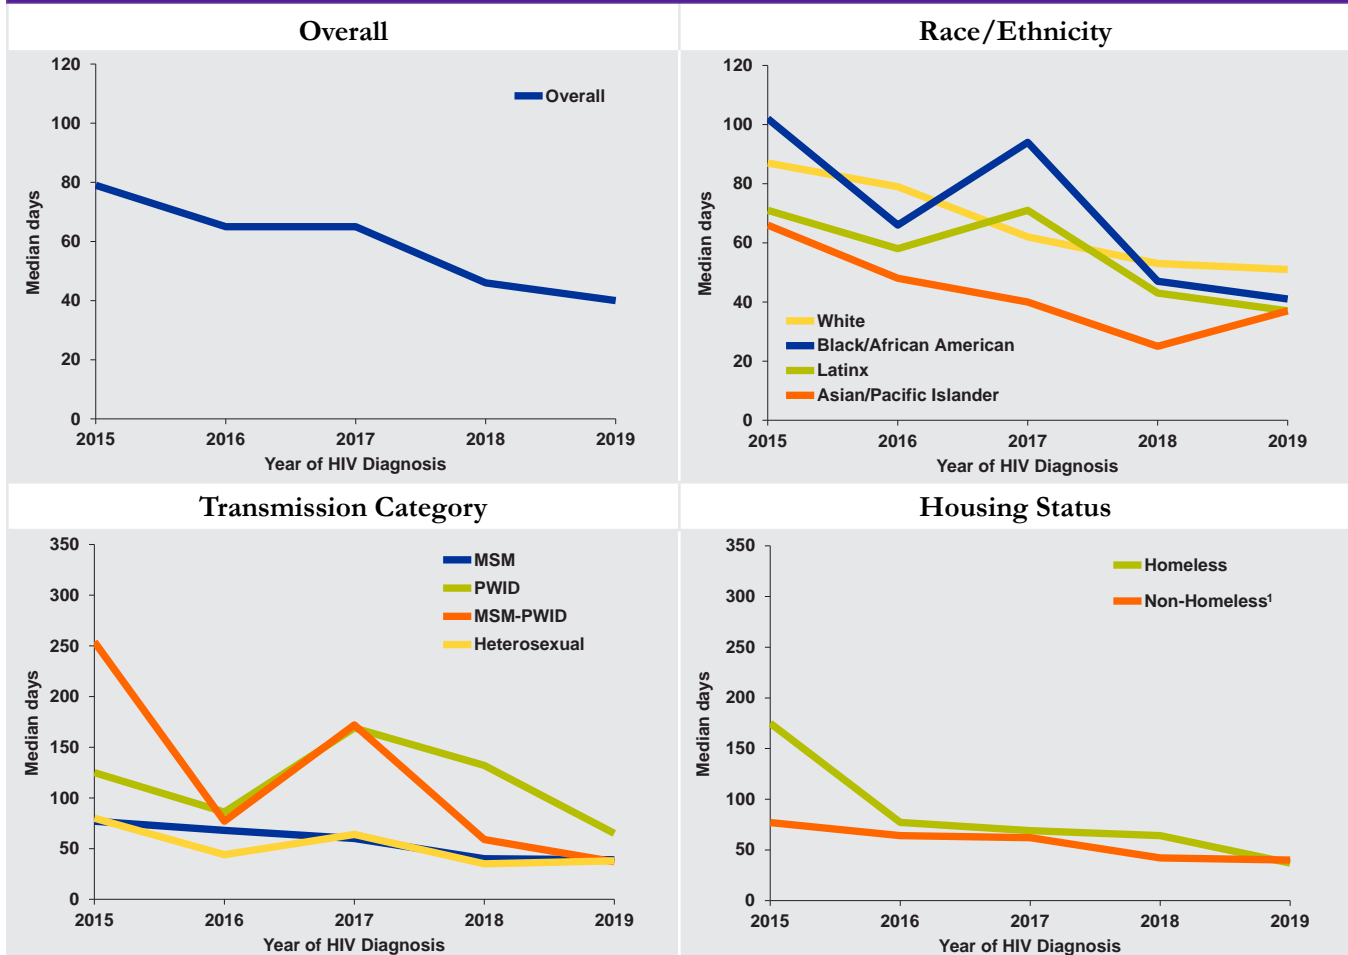 Overall
120
100
80
60
40
20
0
Median days
2015 2016 2017 2018 2019
Year of HIV Diagnosis
Overall
Race/Ethnicity
120
100
80
60
40
20
0
Median days
2015 2016 2017 2018 2019
Year of HIV Diagnosis
White
Black/African American
Latinx
Asian/Pacific Islander
Transmission Category
350
300
250
200
150
100
50
0
Median days
2015 2016 2017 2018 2019
Year of HIV Diagnosis
MSM
PWID
MSM-PWID
Heterosexual
Housing Status
350
300
250
200
150
100
50
0
Median days
2015 2016 2017 2018 2019
Year of HIV Diagnosis
Homeless
Non-Homeless¹